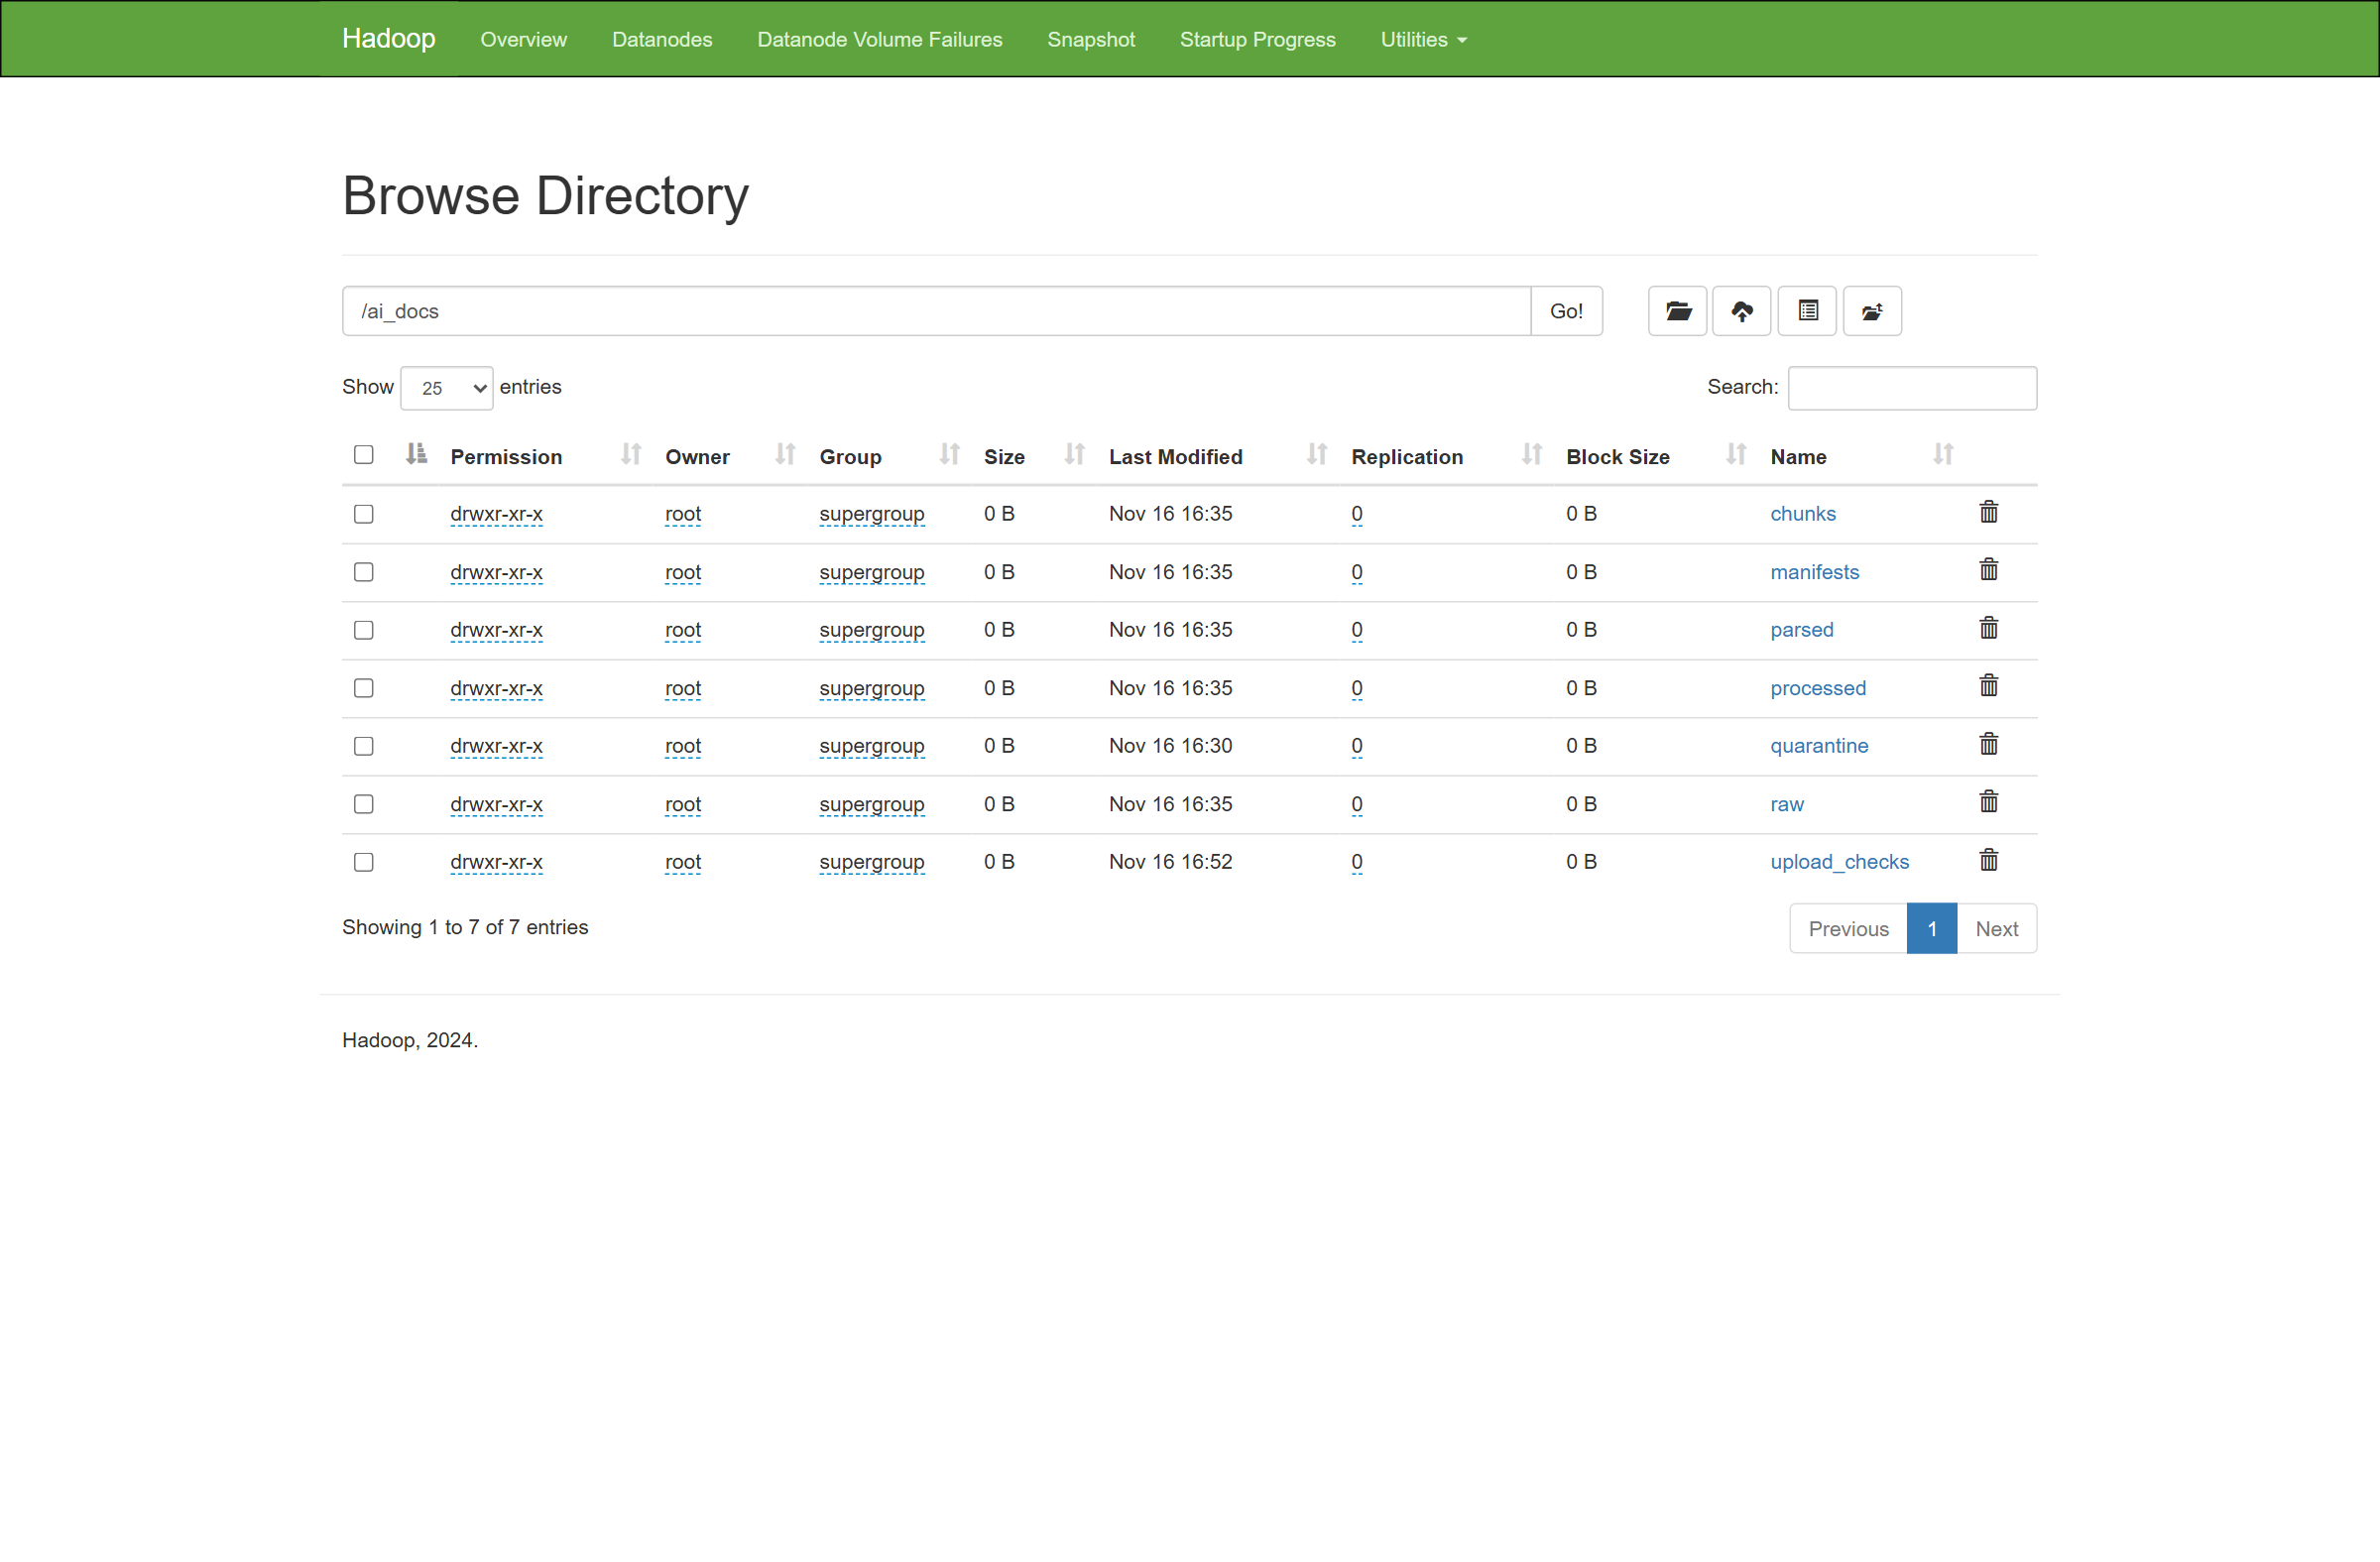 Hadoop Overview Datanodes Datanode Volume Failures Snapshot Startup Progress Utilities
Browse Directory
/ai_docs Go!
Show 25 entries Search:
Permission Owner Group Size Last Modified Replication Block Size Name
drwxr-xr-x root supergroup 0 B Nov 16 16:35 0 0 B chunks
drwxr-xr-x root supergroup 0 B Nov 16 16:35 0 0 B manifests
drwxr-xr-x root supergroup 0 B Nov 16 16:35 0 0 B parsed
drwxr-xr-x root supergroup 0 B Nov 16 16:35 0 0 B processed
drwxr-xr-x root supergroup 0 B Nov 16 16:30 0 0 B quarantine
drwxr-xr-x root supergroup 0 B Nov 16 16:35 0 0 B raw
drwxr-xr-x root supergroup 0 B Nov 16 16:52 0 0 B upload_checks
Showing 1 to 7 of 7 entries Previous 1 Next
Hadoop, 2024.